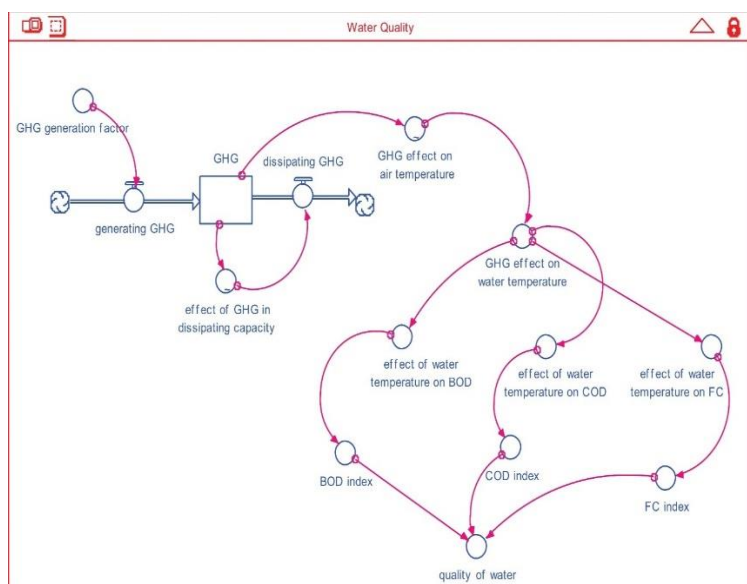 Water Quality
GHG generation factor
GHG
dissipating GHG
GHG effect on
air temperature
generating GHG
effect of GHG in
dissipating capacity
GHG effect on
water temperature
effect of water
temperature on BOD
effect of water
temperature on COD
effect of water
temperature on FC
BOD index
COD index
FC index
quality of water